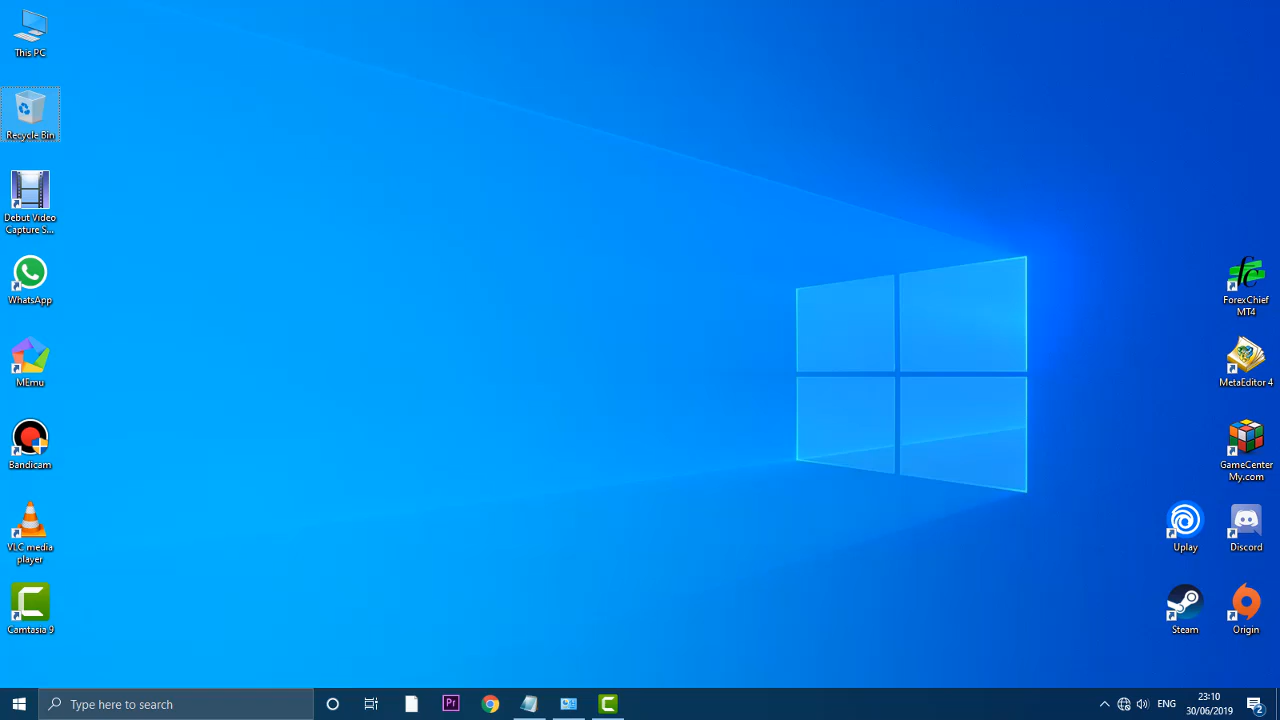 This PC
Recycle Bin
Debut Video
Capture S...
WhatsApp
MEmu
Bandicam
VLC media
player
Camtasia 9
ForexChief
MT4
MetaEditor 4
GameCenter
My.com
Uplay
Discord
Steam
Origin
Type here to search
Pr
ENG
23:10
30/06/2019
2